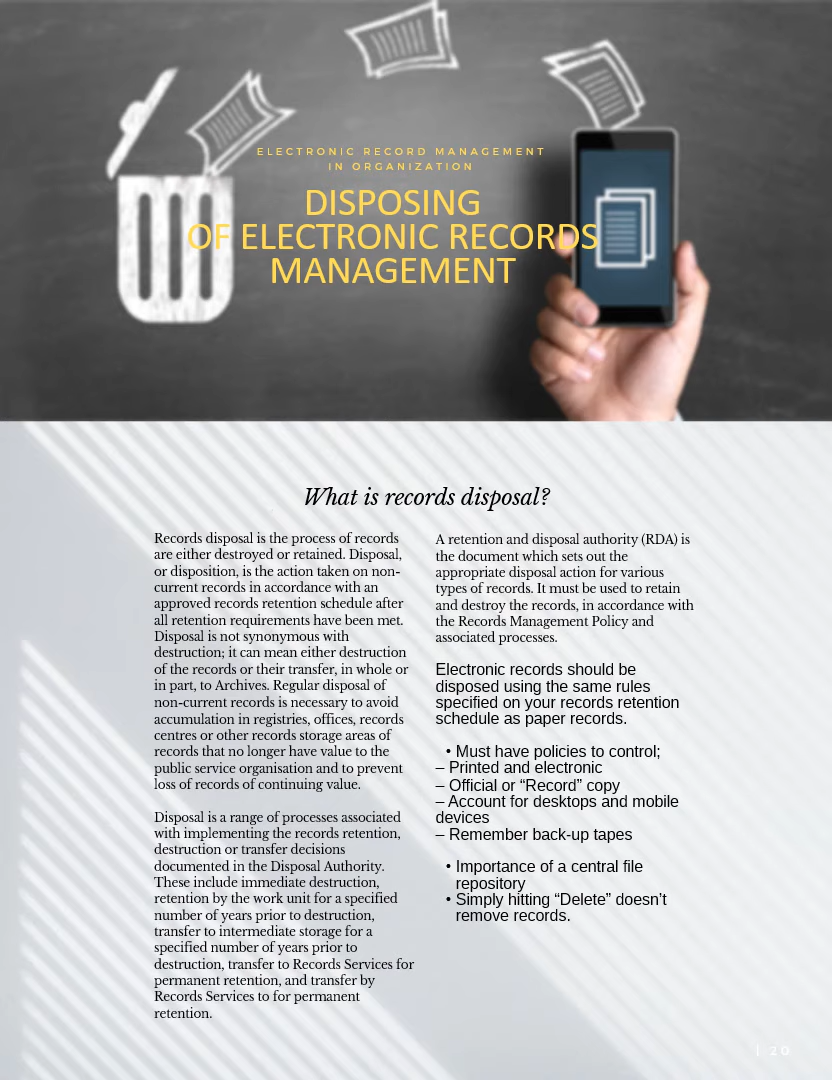 ELECTRONIC RECORD MANAGEMENT
IN ORGANIZATION
DISPOSING
OF ELECTRONIC RECORDS
MANAGEMENT
What is records disposal?
Records disposal is the process of records
are either destroyed or retained. Disposal,
or disposition, is the action taken on non-
current records in accordance with an
approved records retention schedule after
all retention requirements have been met.
Disposal is not synonymous with
destruction; it can mean either destruction
of the records or their transfer, in whole or
in part, to Archives. Regular disposal of
non-current records is necessary to avoid
accumulation in registries, offices, records
centres or other records storage areas of
records that no longer have value to the
public service organisation and to prevent
loss of records of continuing value.
Disposal is a range of processes associated
with implementing the records retention,
destruction or transfer decisions
documented in the Disposal Authority.
These include immediate destruction,
retention by the work unit for a specified
number of years prior to destruction,
transfer to intermediate storage for a
specified number of years prior to
destruction, transfer to Records Services for
permanent retention, and transfer by
Records Services to for permanent
retention.
A retention and disposal authority (RDA) is
the document which sets out the
appropriate disposal action for various
types of records. It must be used to retain
and destroy the records, in accordance with
the Records Management Policy and
associated processes.
Electronic records should be
disposed using the same rules
specified on your records retention
schedule as paper records.
• Must have policies to control;
– Printed and electronic
– Official or “Record” copy
– Account for desktops and mobile
devices
– Remember back-up tapes
• Importance of a central file
repository
• Simply hitting “Delete” doesn’t
remove records.
| 20